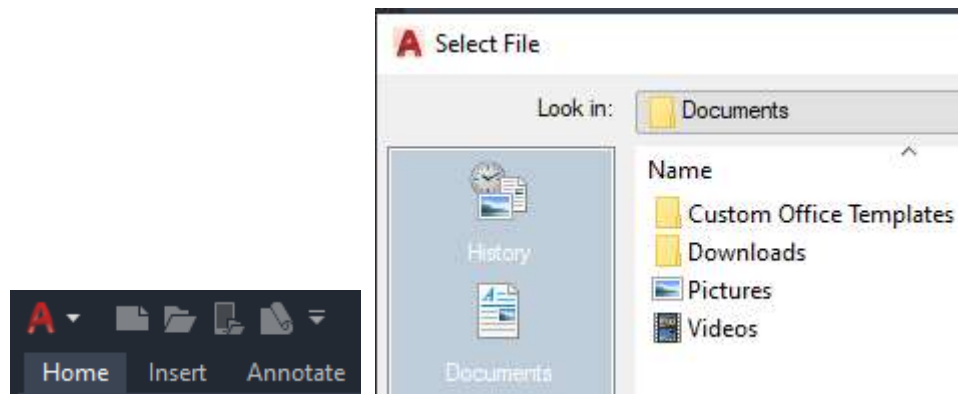 Select File
Look in: Documents
Name
Custom Office Templates
Downloads
Pictures
Videos
History
Documents
Home Insert Annotate